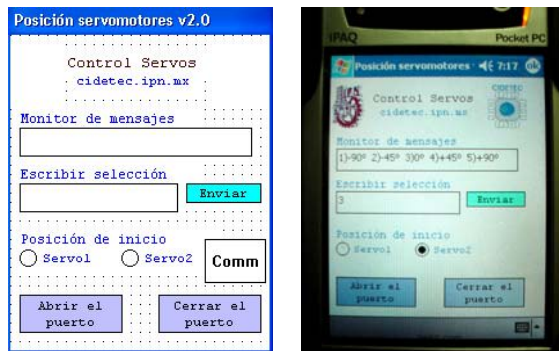 Posición servomotores v2.0
Control Servos
cidetec.ipn.mx
Monitor de mensajes
Escribir selección
Enviar
Posición de inicio
Servo1
Servo2
Comm
Abrir el
puerto
Cerrar el
puerto
iPAQ
Pocket PC
Posición servomotores
7:17
ok
Control Servos
cidetec.ipn.mx
CIDETEC
Monitor de mensajes
1)-90º 2)-45º 3)0º 4)+45º 5)+90º
Escribir selección
3
Enviar
Posición de inicio
Servo1
Servo2
Abrir el
puerto
Cerrar el
puerto